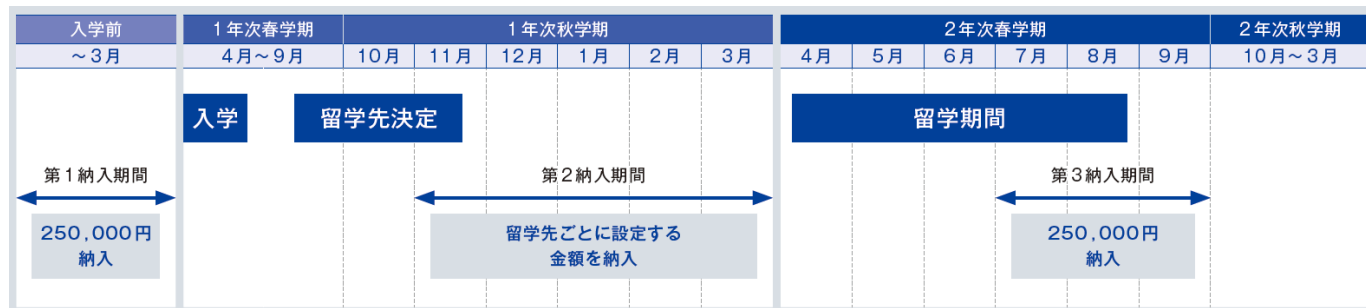 入学前
1年次春学期
1年次秋学期
2年次春学期
2年次秋学期
～3月
4月～9月
10月
11月
12月
1月
2月
3月
4月
5月
6月
7月
8月
9月
10月～3月
入学
留学先決定
留学期間
第1納入期間
第2納入期間
第3納入期間
250,000円
納入
留学先ごとに設定する
金額を納入
250,000円
納入